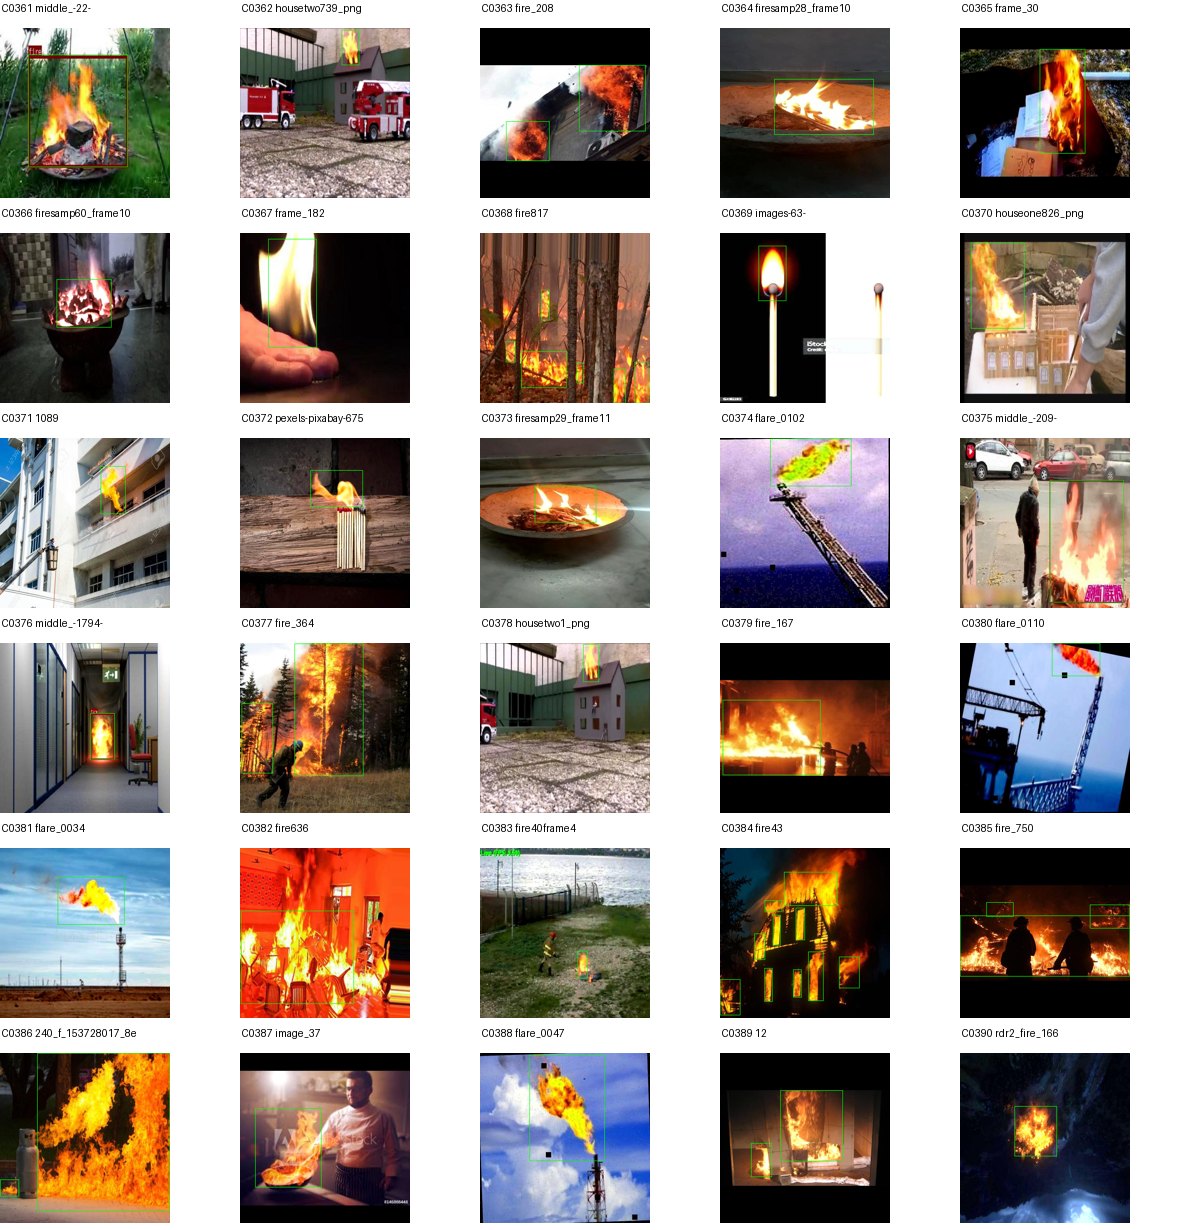 C0361 middle_-22-
C0362 housetwo739_png
C0363 fire_208
C0364 firesamp28_frame10
C0365 frame_30
fire
C0366 firesamp60_frame10
C0367 frame_182
C0368 fire817
C0369 images-63-
C0370 houseone826_png
iStock
C0371 1089
C0372 pexels-pixabay-675
C0373 firesamp29_frame11
C0374 flare_0102
C0375 middle_-209-
C0376 middle_-1794-
C0377 fire_364
C0378 housetwo1_png
C0379 fire_167
C0380 flare_0110
C0381 flare_0034
C0382 fire636
C0383 fire40frame4
C0384 fire43
C0385 fire_750
C0386 240_f_153728017_8e
C0387 image_37
C0388 flare_0047
C0389 12
C0390 rdr2_fire_166